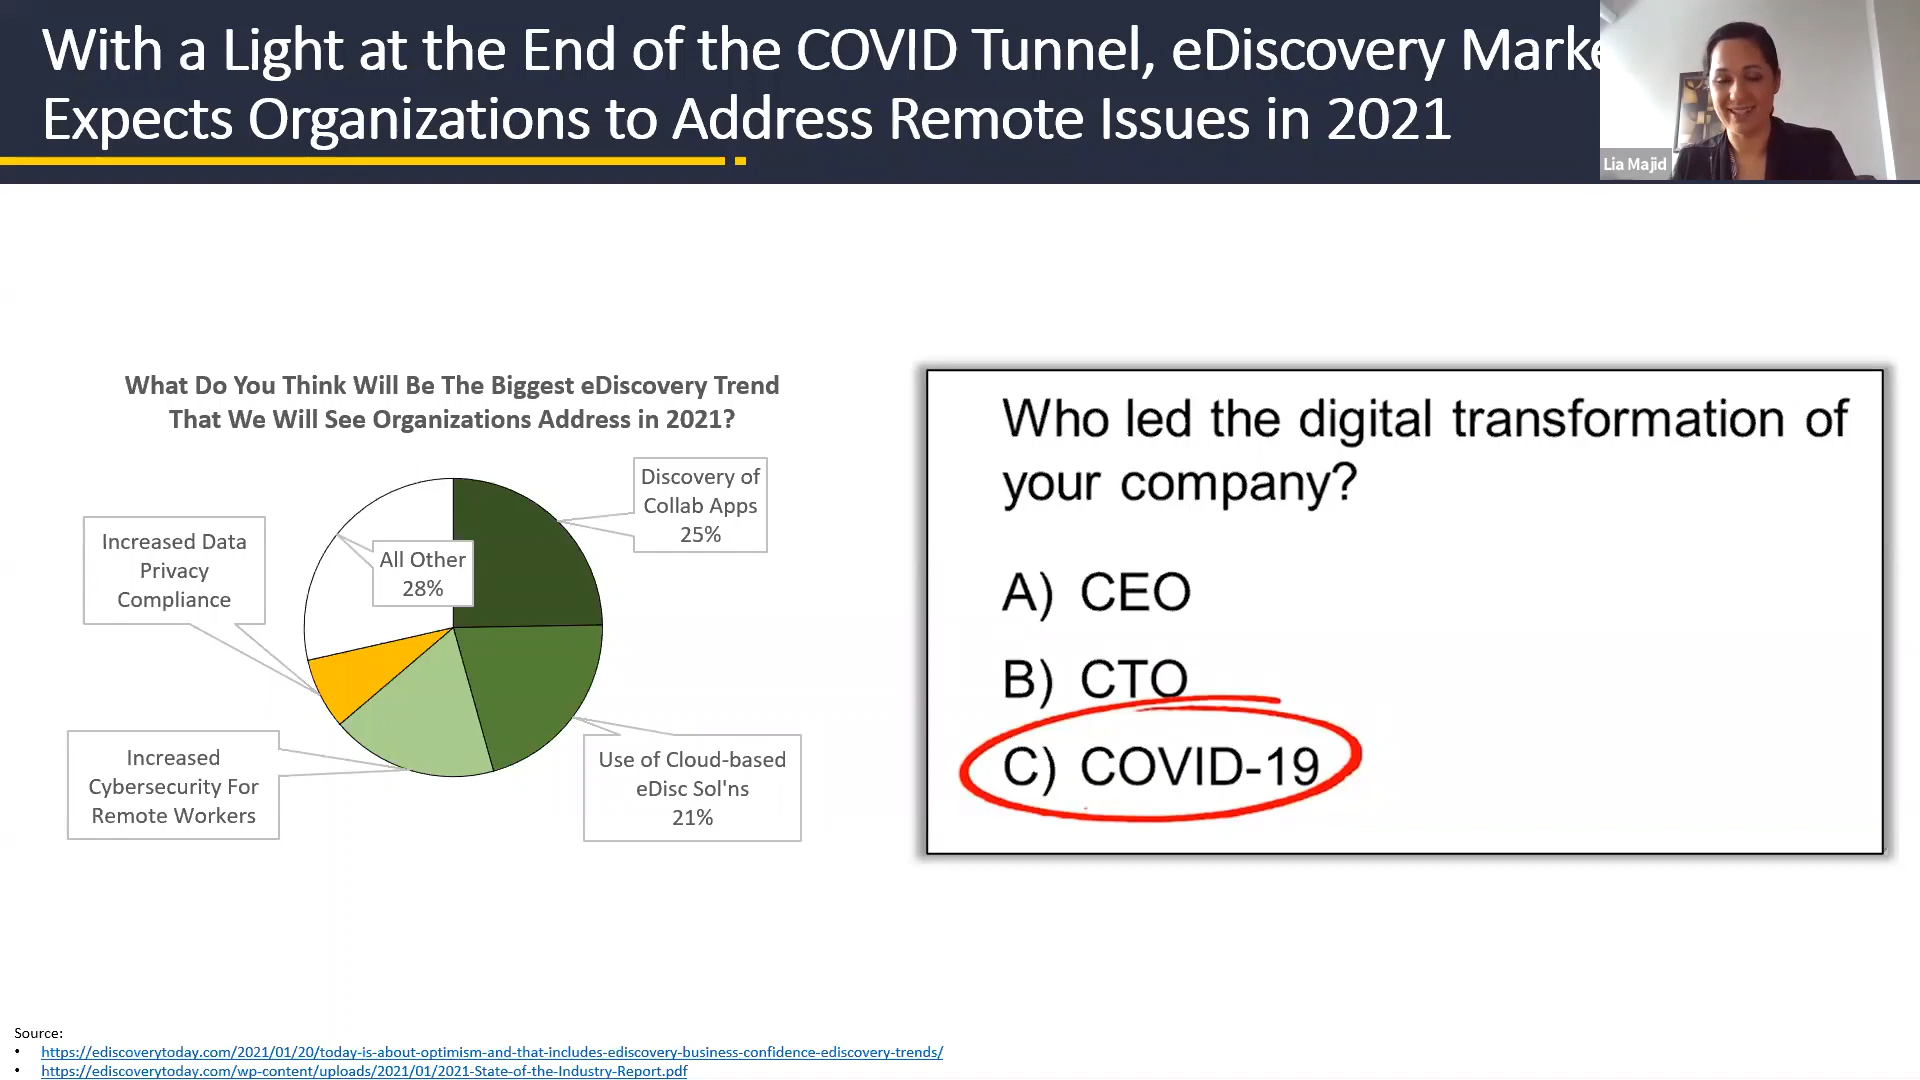 With a Light at the End of the COVID Tunnel, eDiscovery Marke
Expects Organizations to Address Remote Issues in 2021
Lia Majid
What Do You Think Will Be The Biggest eDiscovery Trend
That We Will See Organizations Address in 2021?
Discovery of
Collab Apps
25%
All Other
28%
Increased Data
Privacy
Compliance
Increased
Cybersecurity For
Remote Workers
Use of Cloud-based
eDisc Sol'ns
21%
Who led the digital transformation of
your company?
A) CEO
B) CTO
C) COVID-19
Source:
• https://ediscoverytoday.com/2021/01/20/today-is-about-optimism-and-that-includes-ediscovery-business-confidence-ediscovery-trends/
• https://ediscoverytoday.com/wp-content/uploads/2021/01/2021-State-of-the-Industry-Report.pdf